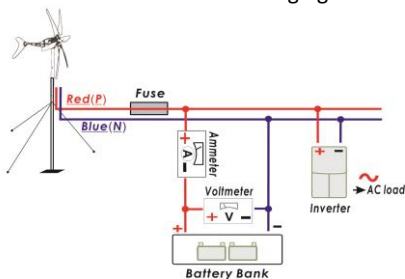 Red(P)
Fuse
Blue(N)
+
Ammeter
A
-
Voltmeter
+ V -
+
-
Battery Bank
+ -
AC load
Inverter